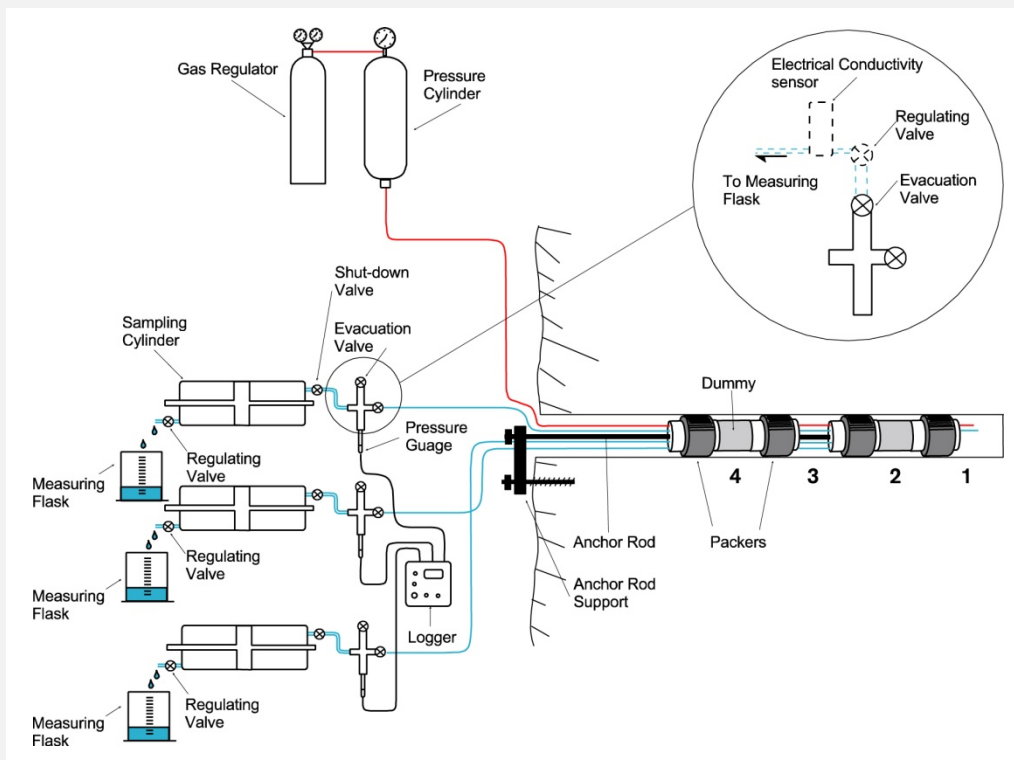 Gas Regulator
Pressure
Cylinder
Electrical Conductivity
sensor
Regulating
Valve
To Measuring
Flask
Evacuation
Valve
Shut-down
Valve
Sampling
Cylinder
Evacuation
Valve
Dummy
Pressure
Guage
Regulating
Valve
Measuring
Flask
4
3
2
1
Anchor Rod
Packers
Regulating
Valve
Measuring
Flask
Anchor Rod
Support
Logger
Regulating
Valve
Measuring
Flask